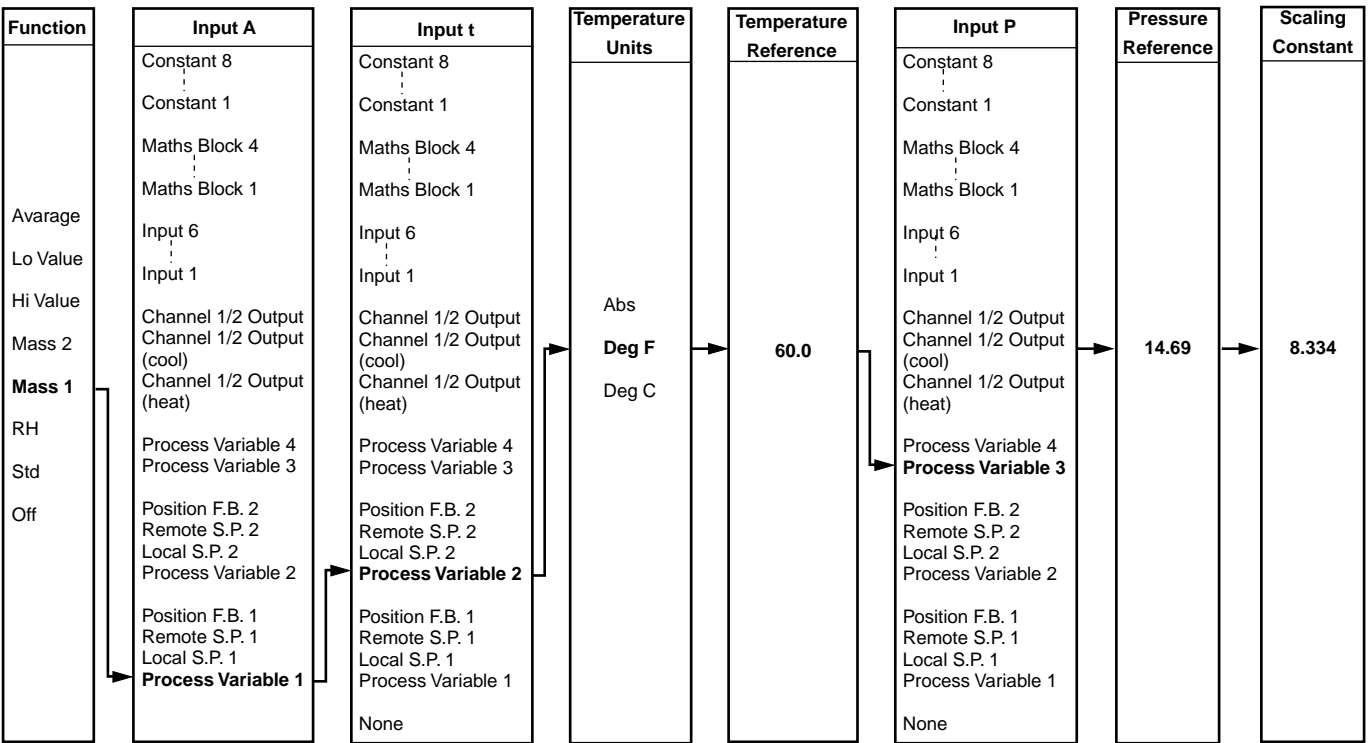 Function
Avarage
Lo Value
Hi Value
Mass 2
Mass 1
RH
Std
Off
Input A
Constant 8
Constant 1
Maths Block 4
Maths Block 1
Input 6
Input 1
Channel 1/2 Output
Channel 1/2 Output
(cool)
Channel 1/2 Output
(heat)
Process Variable 4
Process Variable 3
Position F.B. 2
Remote S.P. 2
Local S.P. 2
Process Variable 2
Position F.B. 1
Remote S.P. 1
Local S.P. 1
Process Variable 1
Input t
Constant 8
Constant 1
Maths Block 4
Maths Block 1
Input 6
Input 1
Channel 1/2 Output
Channel 1/2 Output
(cool)
Channel 1/2 Output
(heat)
Process Variable 4
Process Variable 3
Position F.B. 2
Remote S.P. 2
Local S.P. 2
Process Variable 2
Position F.B. 1
Remote S.P. 1
Local S.P. 1
Process Variable 1
None
Temperature
Units
Abs
Deg F
Deg C
Temperature
Reference
60.0
Input P
Constant 8
Constant 1
Maths Block 4
Maths Block 1
Input 6
Input 1
Channel 1/2 Output
Channel 1/2 Output
(cool)
Channel 1/2 Output
(heat)
Process Variable 4
Process Variable 3
Position F.B. 2
Remote S.P. 2
Local S.P. 2
Process Variable 2
Position F.B. 1
Remote S.P. 1
Local S.P. 1
Process Variable 1
None
Pressure
Reference
14.69
Scaling
Constant
8.334